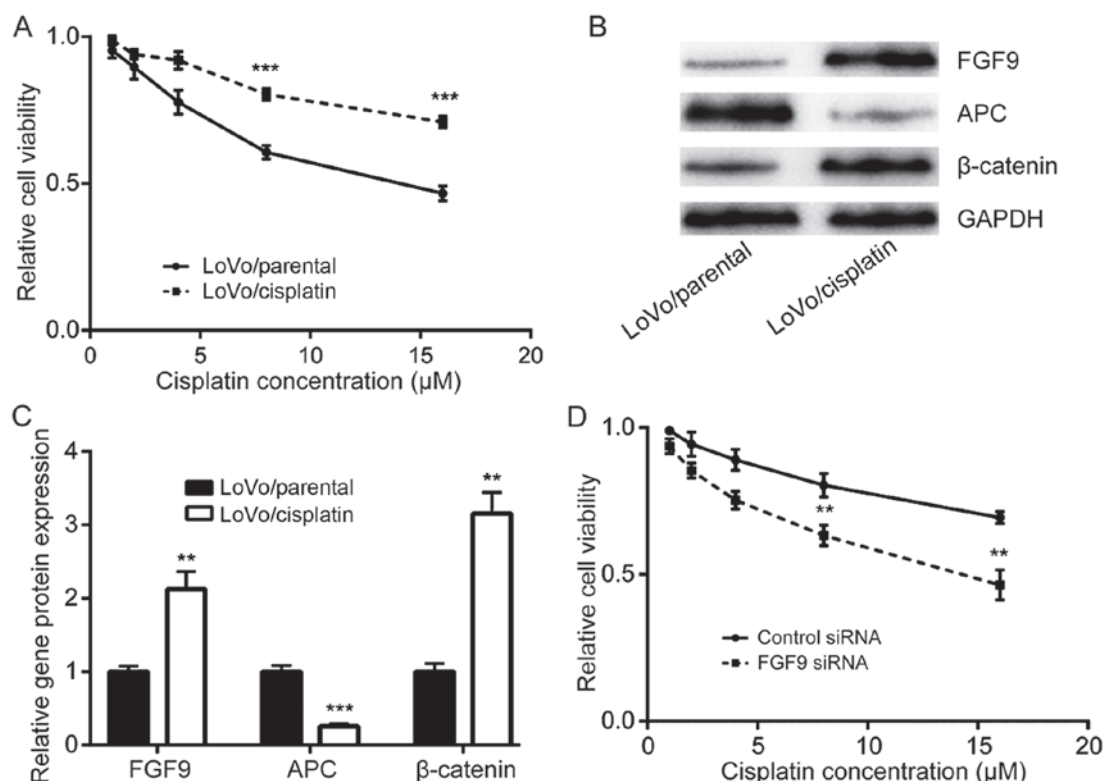 A
1.0
0.5
0.0
Relative cell viability
***
***
LoVo/parental
LoVo/cisplatin
0
5
10
15
20
Cisplatin concentration (µM)
B
FGF9
APC
β-catenin
GAPDH
LoVo/parental
LoVo/cisplatin
C
Relative gene protein expression
4
3
2
1
0
LoVo/parental
LoVo/cisplatin
**
***
**
FGF9
APC
β-catenin
D
1.0
0.5
0.0
Relative cell viability
**
**
Control siRNA
FGF9 siRNA
0
5
10
15
20
Cisplatin concentration (µM)